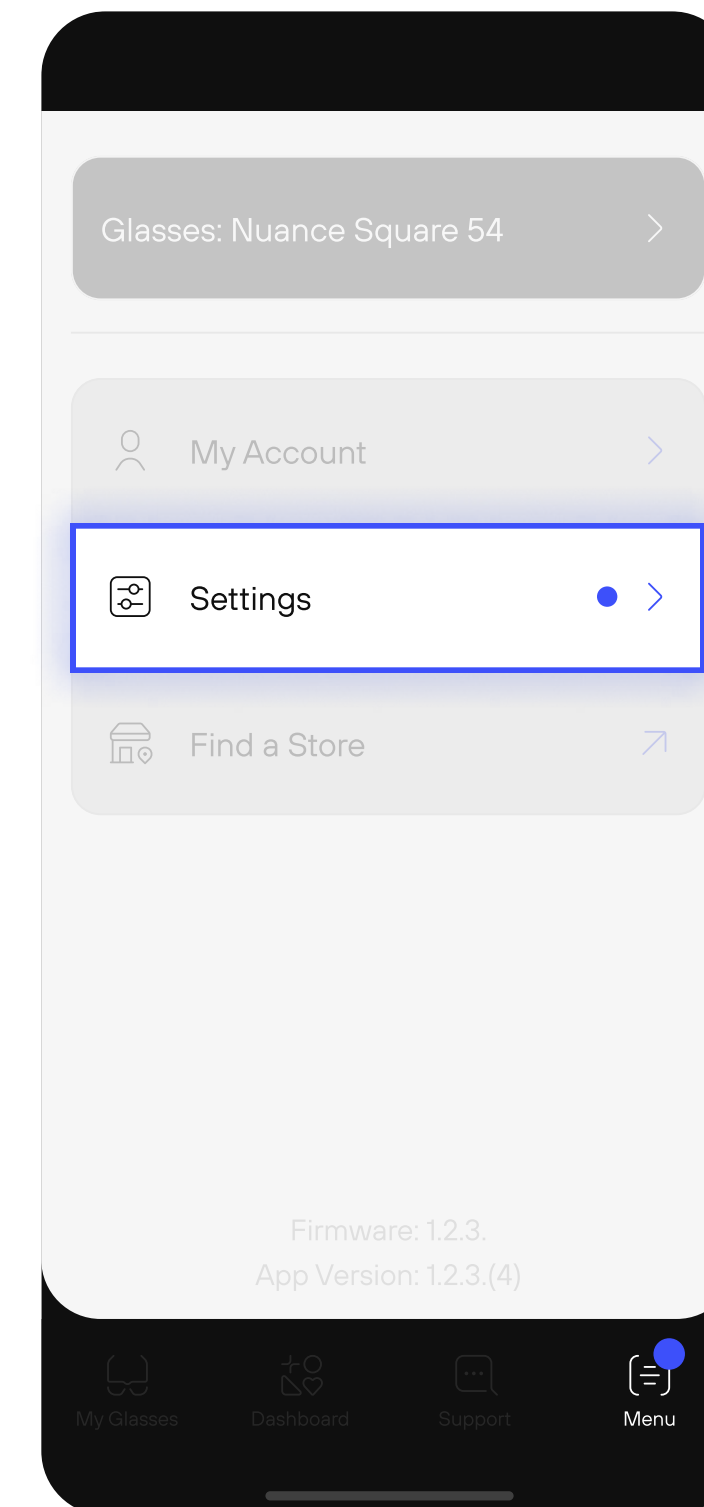 Glasses: Nuance Square 54
My Account
Settings
Find a Store
Firmware: 1.2.3.
App Version: 1.2.3.(4)
My Glasses
Dashboard
Support
Menu